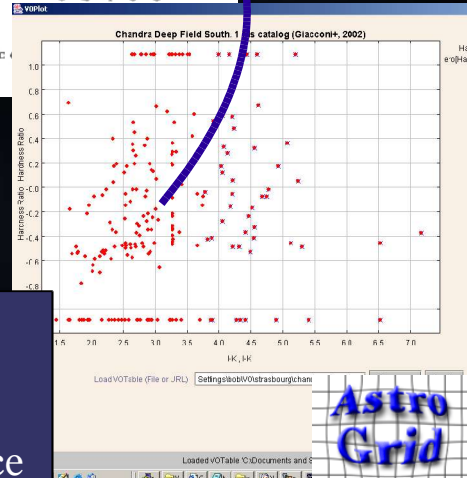 VOPlot
Chandra Deep Field South. 1 s catalog (Giacconi+, 2002)
1.0
0.8
0.6
0.4
0.2
-0.0
-0.2
-0.4
-0.6
-0.8
Hardness Ratio , Hardness Ratio
1.5 2.0 2.5 3.0 3.5 4.0 4.5 5.0 5.5 6.0 6.5 7.0
I-K , I-K
Load VOTable (File or URL) Settings\bob\VO\strasbourg\chan
Loaded VOTable 'C:\Documents and S
Astro
Grid